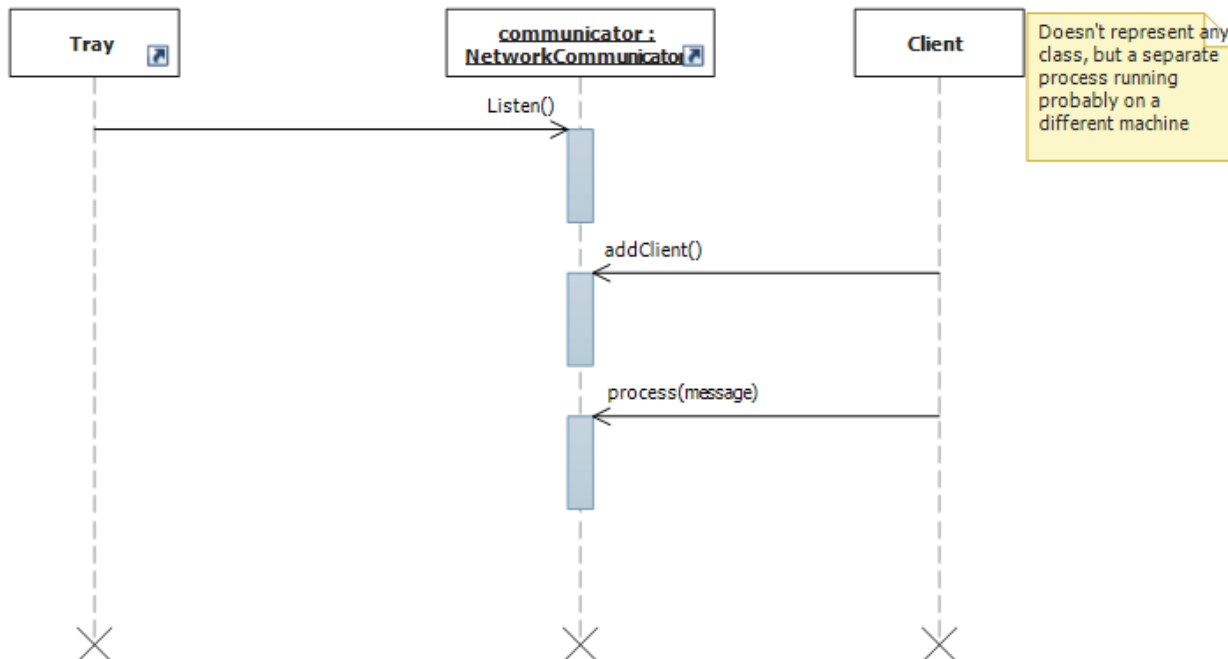 Tray
communicator :
NetworkCommunicator
Client
Doesn't represent any
class, but a separate
process running
probably on a
different machine
Listen()
addClient()
process(message)